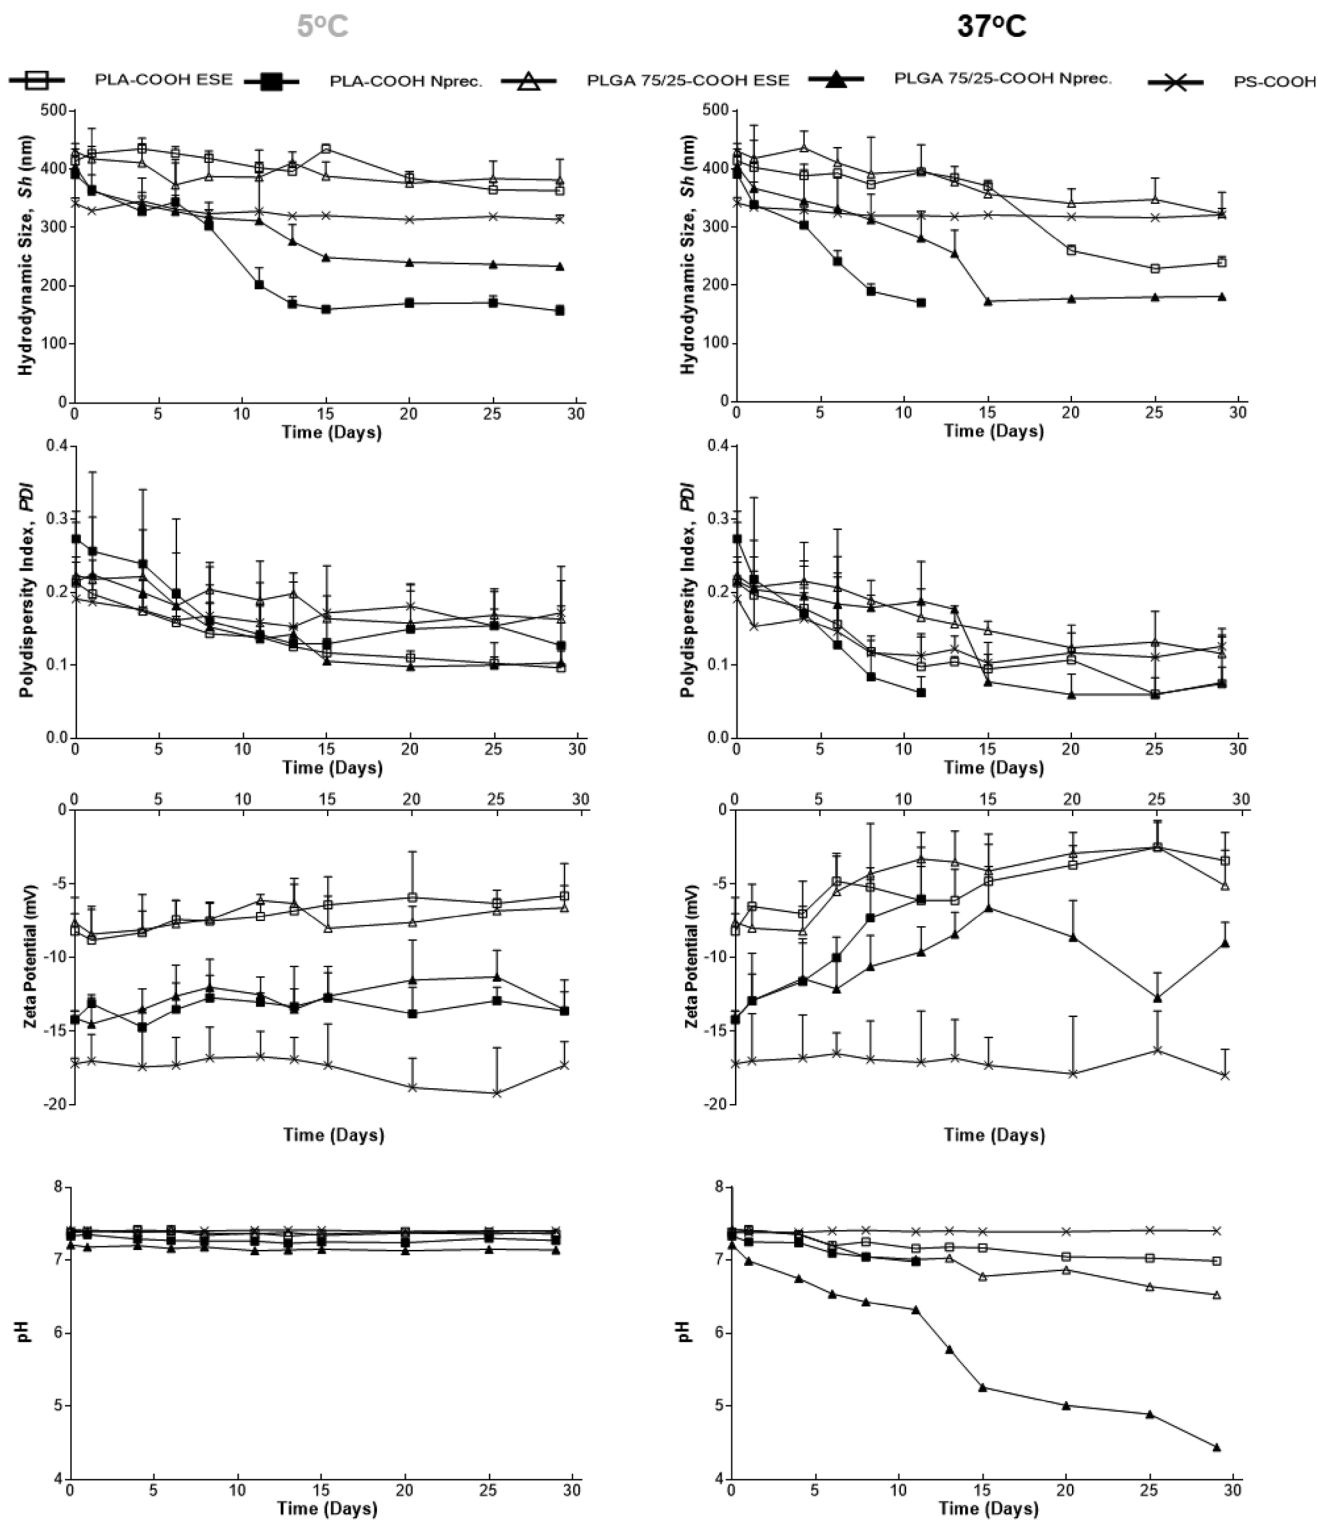 5°C 37°C
PLA-COOH ESE PLA-COOH Nprec. PLGA 75/25-COOH ESE PLGA 75/25-COOH Nprec. PS-COOH
Hydrodynamic Size, Sh (nm)
500
400
300
200
100
0
0 5 10 15 20 25 30
Time (Days)
Hydrodynamic Size, Sh (nm)
500
400
300
200
100
0
0 5 10 15 20 25 30
Time (Days)
Polydispersity Index, PDI
0.4
0.3
0.2
0.1
0.0
0 5 10 15 20 25 30
Time (Days)
Polydispersity Index, PDI
0.4
0.3
0.2
0.1
0.0
0 5 10 15 20 25 30
Time (Days)
Zeta Potential (mV)
0 5 10 15 20 25 30
0
-5
-10
-15
-20
Time (Days)
Zeta Potential (mV)
0 5 10 15 20 25 30
0
-5
-10
-15
-20
Time (Days)
pH
8
7
6
5
4
0 5 10 15 20 25 30
Time (Days)
pH
8
7
6
5
4
0 5 10 15 20 25 30
Time (Days)